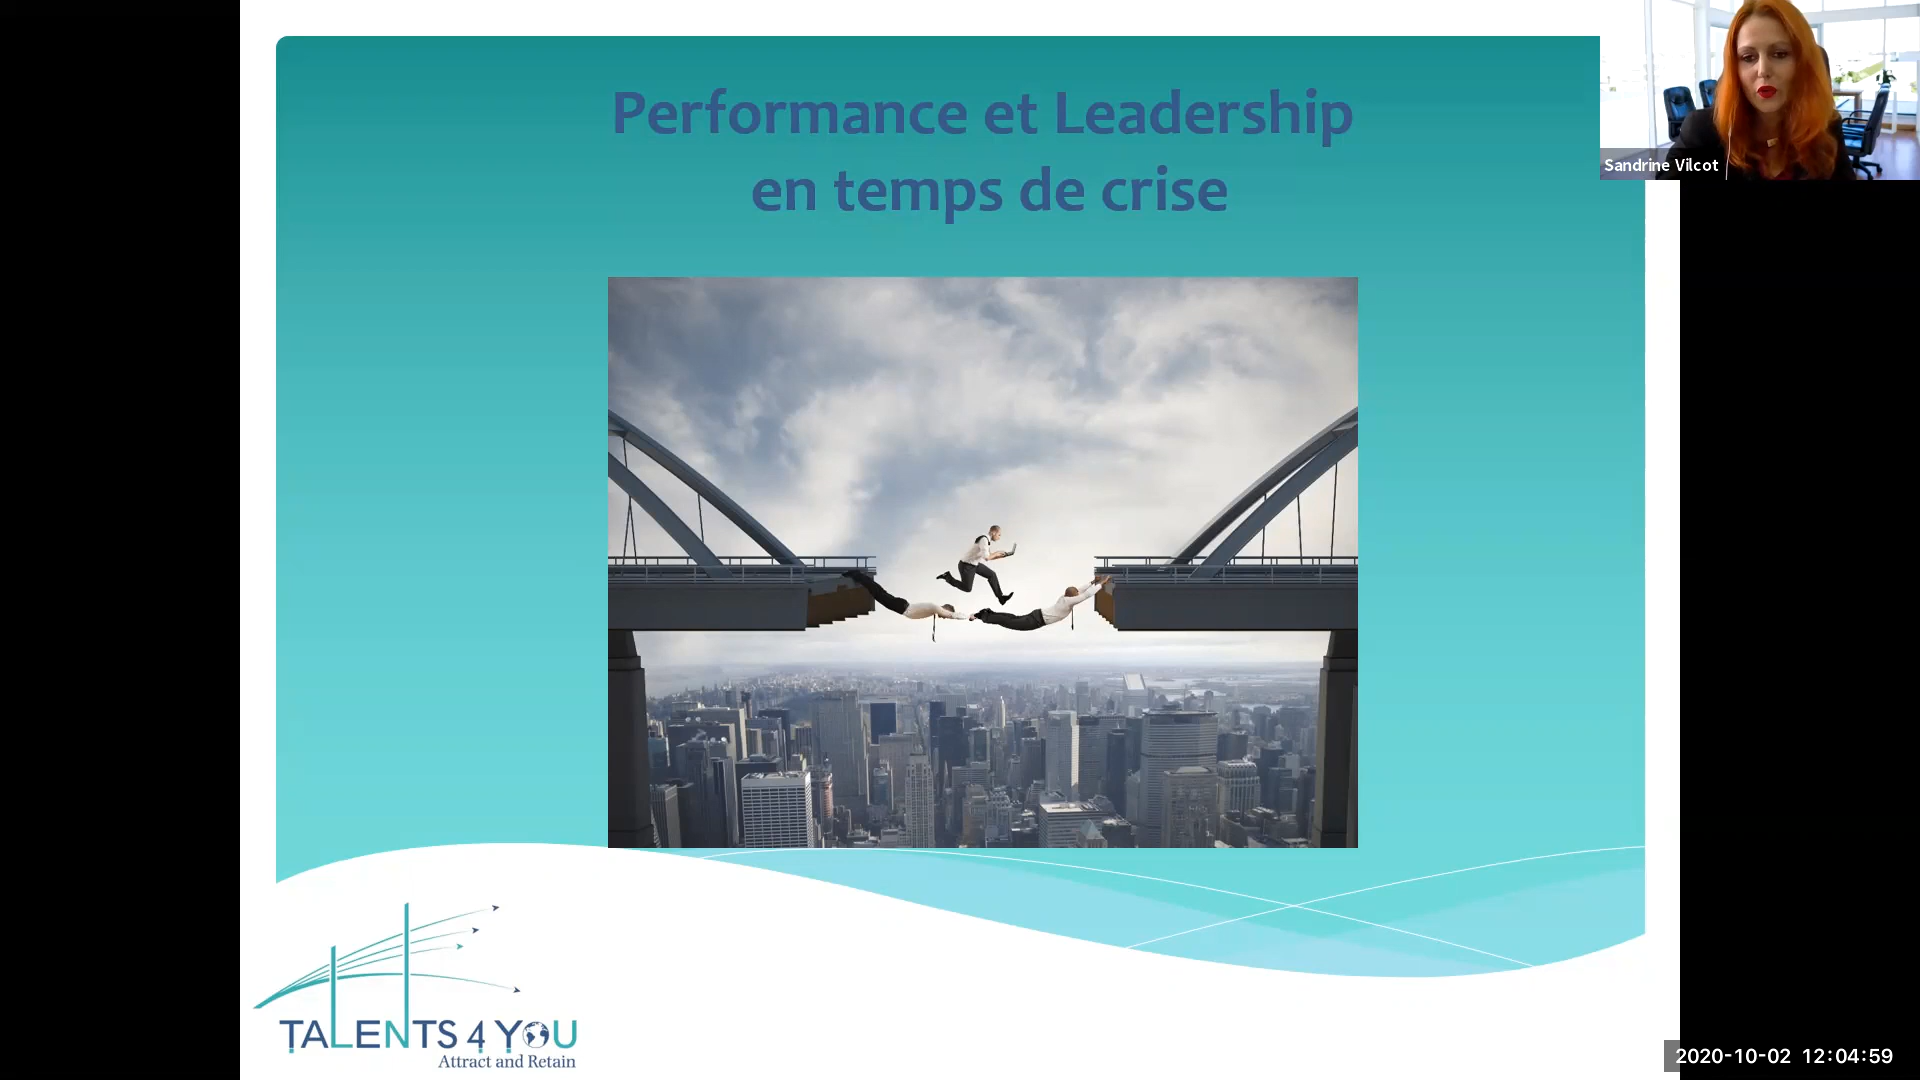 Performance et Leadership
en temps de crise
Sandrine Vilcot
TALENTS 4 YOU
Attract and Retain
2020-10-02 12:04:59